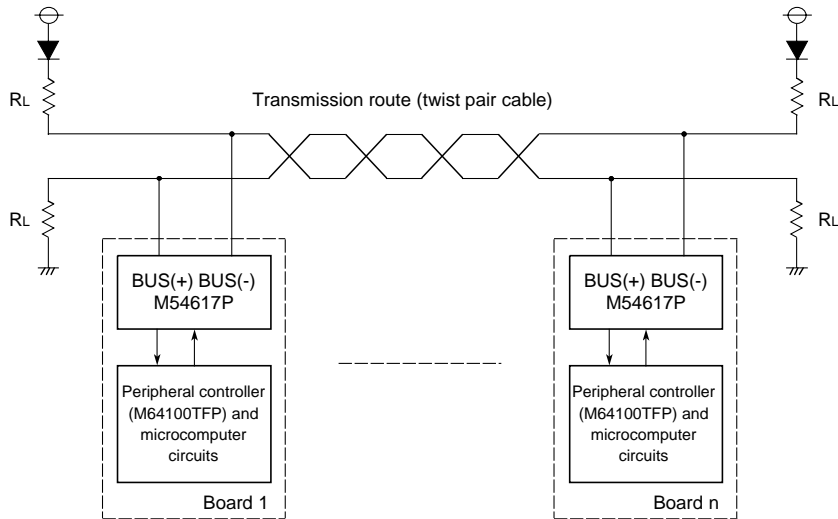 RL
RL
Transmission route (twist pair cable)
RL
RL
BUS(+) BUS(-)
M54617P
Peripheral controller
(M64100TFP) and
microcomputer
circuits
Board 1
BUS(+) BUS(-)
M54617P
Peripheral controller
(M64100TFP) and
microcomputer
circuits
Board n